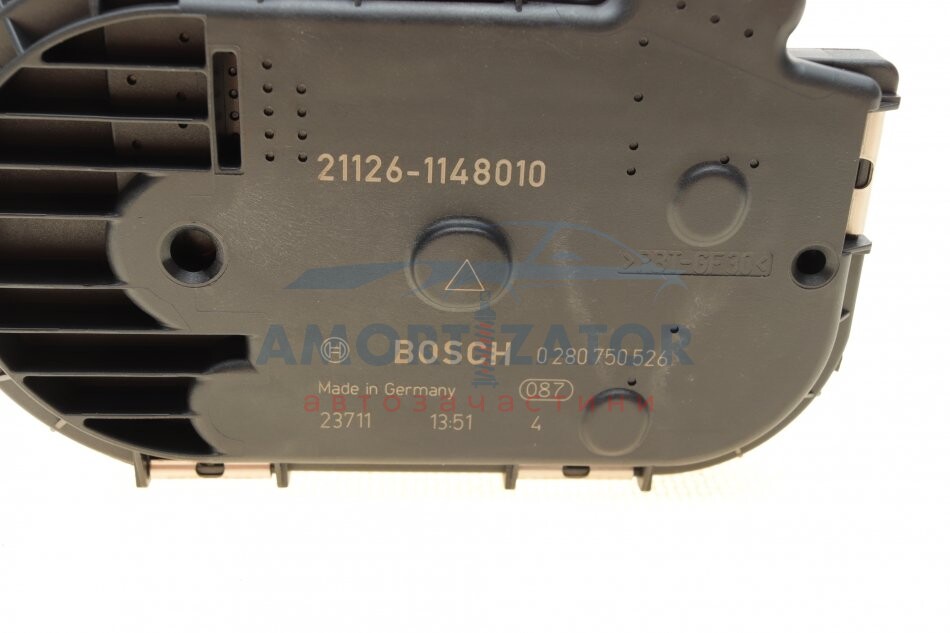 21126-1148010
>PBT-GF30<
AMORTIZATOR
BOSCH 0 280 750 526
Made in Germany 087
автозапчастини
23711 13:51 4